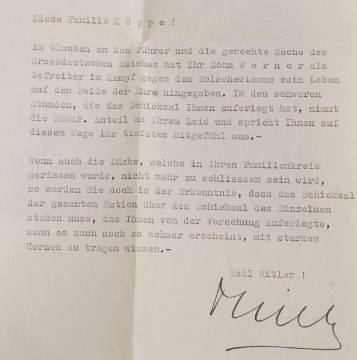 Liebe Familie K ö p p e !
Im Glauben an den Führer und die gerechte Sache des
Grossdeutschen Reiches hat Ihr Sohn W e r n e r als
Gefreiter im Kampf gegen den Bolschewismus sein Leben
auf dem Felde der Ehre hingegeben. In den schweren
Stunden, die das Schicksal Ihnen auferlegt hat, nimmt
die NSDAP. Anteil an Ihrem Leid und spricht Ihnen auf
diesem Wege ihr tiefstes Mitgefühl aus.-
Wenn auch die Lücke, welche in Ihren Familienkreis
gerissen wurde, nicht mehr zu schliessen sein wird,
so werden Sie doch in der Erkenntnis, dass das Schicksal
der gesamten Nation über dem Schicksal des Einzelnen
stehen muss, das Ihnen von der Vorsehung Auferlegte,
wenn es auch noch so schwer erscheint, mit starkem
Herzen zu tragen wissen.-
Heil Hitler !